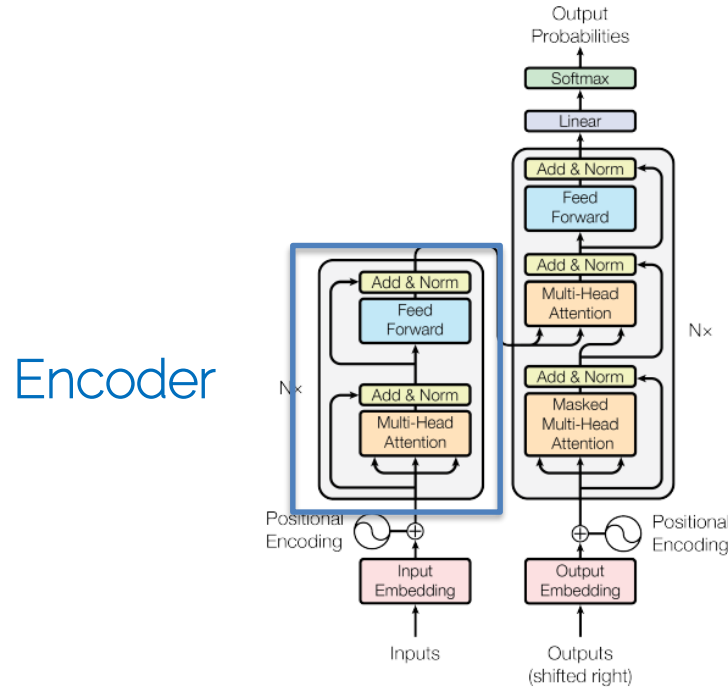 Output
Probabilities
Softmax
Linear
Add & Norm
Feed
Forward
Add & Norm
Multi-Head
Attention
Add & Norm
Masked
Multi-Head
Attention
Nx
Add & Norm
Feed
Forward
Add & Norm
Multi-Head
Attention
Nx
Encoder
Positional
Encoding
Positional
Encoding
Input
Embedding
Output
Embedding
Inputs
Outputs
(shifted right)